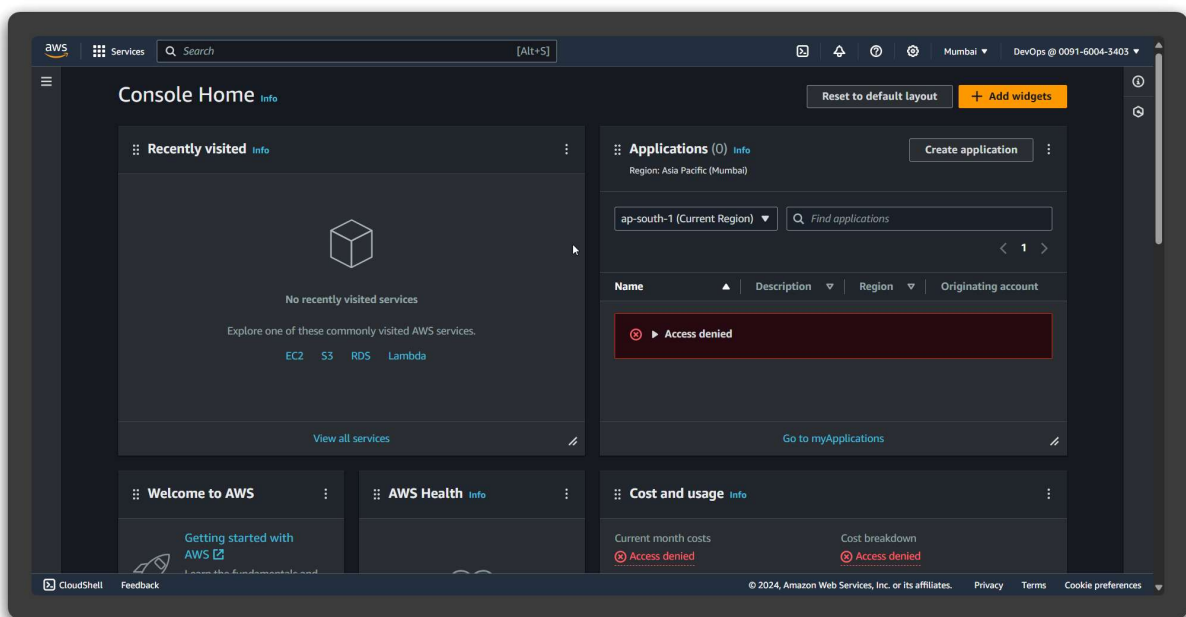 aws Services Search [Alt+S] Mumbai ▼ DevOps @ 0091-6004-3403 ▼
Console Home Info
Reset to default layout + Add widgets
Recently visited Info
No recently visited services
Explore one of these commonly visited AWS services.
EC2 S3 RDS Lambda
View all services
Applications (0) Info
Create application
Region: Asia Pacific (Mumbai)
ap-south-1 (Current Region) ▼ Find applications
< 1 >
Name ▲ Description ▽ Region ▽ Originating account
Access denied
Go to myApplications
Welcome to AWS
Getting started with
AWS
Learn the fundamentals and
AWS Health Info
Cost and usage Info
Current month costs Cost breakdown
Access denied Access denied
CloudShell Feedback © 2024, Amazon Web Services, Inc. or its affiliates. Privacy Terms Cookie preferences